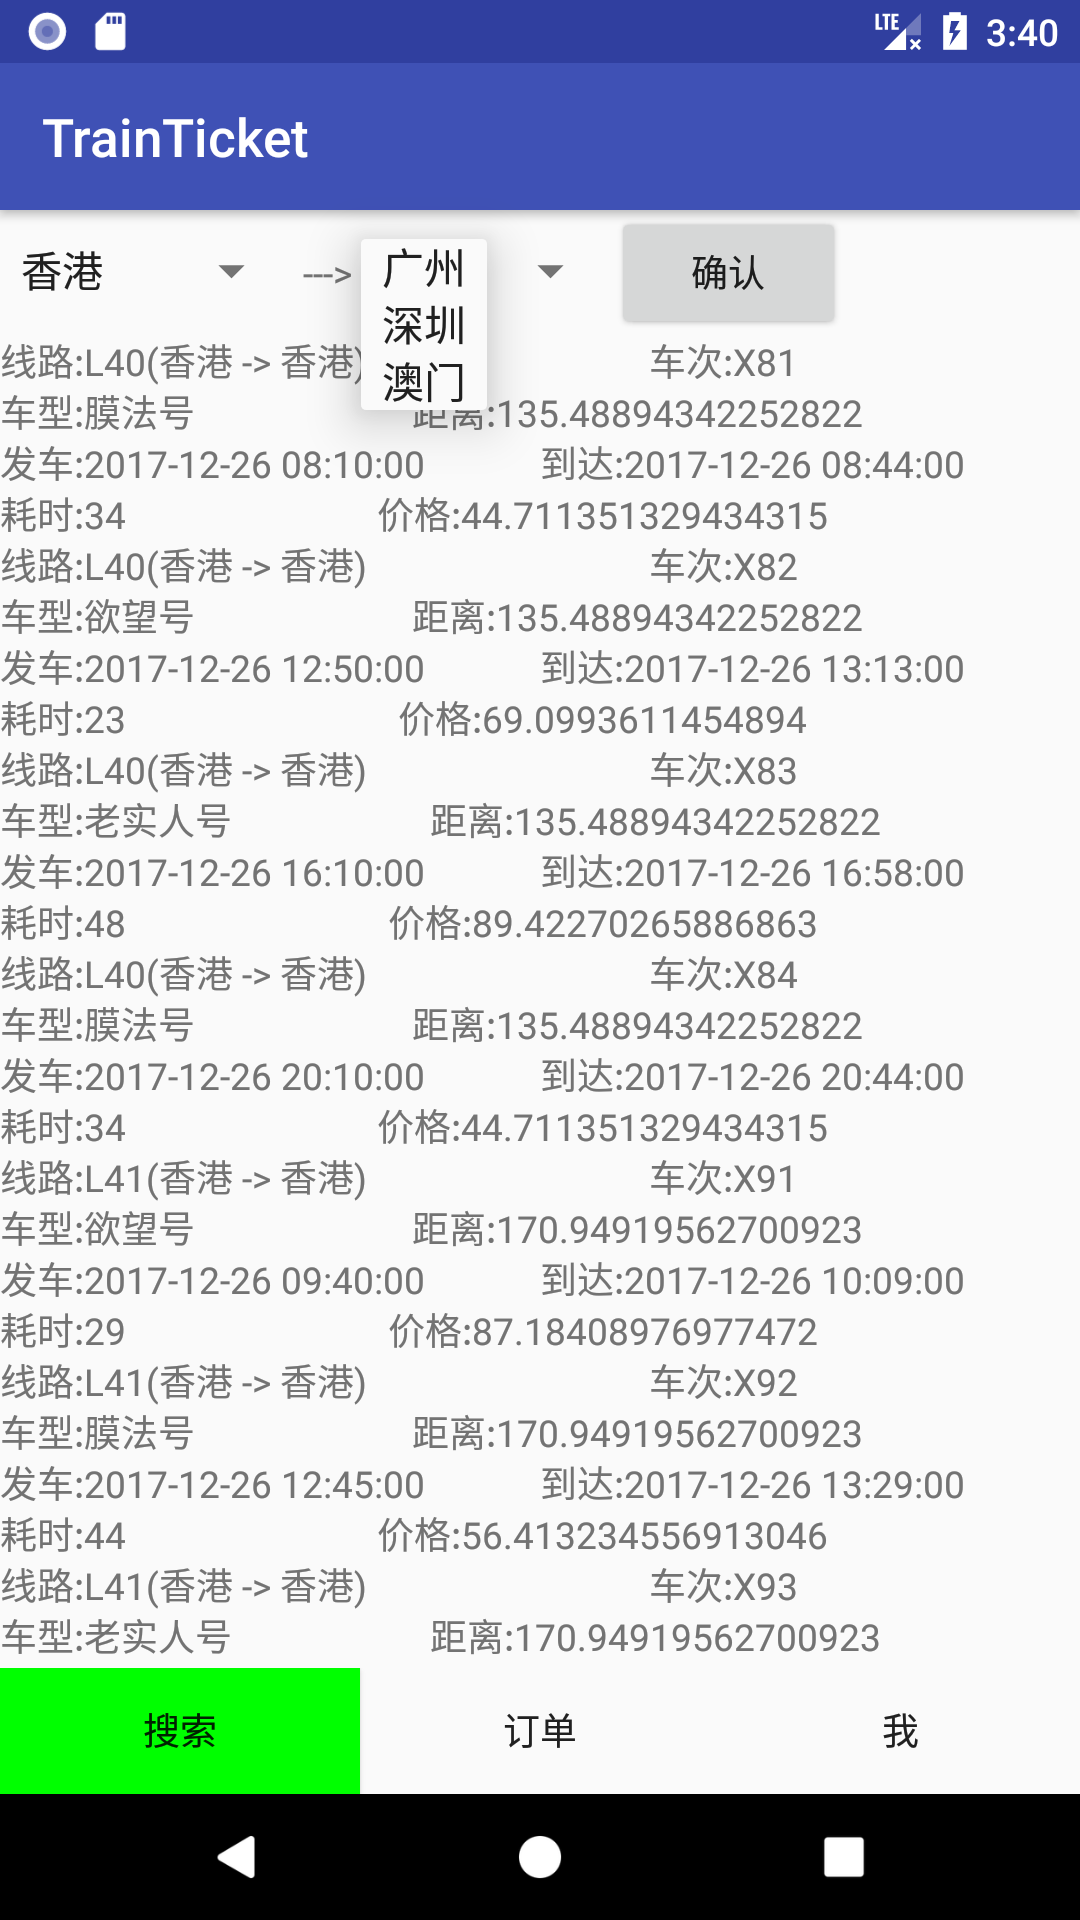 LTE 3:40
TrainTicket
香港 ---> 广州 确认
深圳
澳门
线路:L40(香港 -> 香港) 车次:X81
车型:膜法号 距离:135.48894342252822
发车:2017-12-26 08:10:00 到达:2017-12-26 08:44:00
耗时:34 价格:44.711351329434315
线路:L40(香港 -> 香港) 车次:X82
车型:欲望号 距离:135.48894342252822
发车:2017-12-26 12:50:00 到达:2017-12-26 13:13:00
耗时:23 价格:69.0993611454894
线路:L40(香港 -> 香港) 车次:X83
车型:老实人号 距离:135.48894342252822
发车:2017-12-26 16:10:00 到达:2017-12-26 16:58:00
耗时:48 价格:89.42270265886863
线路:L40(香港 -> 香港) 车次:X84
车型:膜法号 距离:135.48894342252822
发车:2017-12-26 20:10:00 到达:2017-12-26 20:44:00
耗时:34 价格:44.711351329434315
线路:L41(香港 -> 香港) 车次:X91
车型:欲望号 距离:170.94919562700923
发车:2017-12-26 09:40:00 到达:2017-12-26 10:09:00
耗时:29 价格:87.18408976977472
线路:L41(香港 -> 香港) 车次:X92
车型:膜法号 距离:170.94919562700923
发车:2017-12-26 12:45:00 到达:2017-12-26 13:29:00
耗时:44 价格:56.413234556913046
线路:L41(香港 -> 香港) 车次:X93
车型:老实人号 距离:170.94919562700923
搜索 订单 我